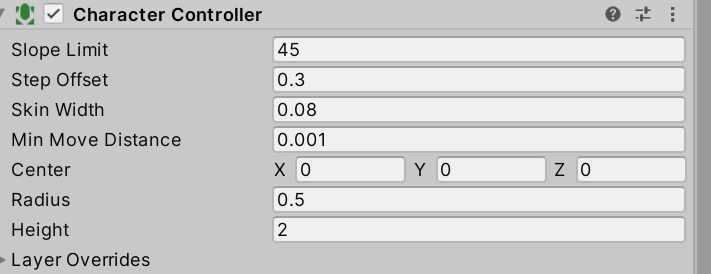 Character Controller
Slope Limit 45
Step Offset 0.3
Skin Width 0.08
Min Move Distance 0.001
Center X 0 Y 0 Z 0
Radius 0.5
Height 2
Layer Overrides